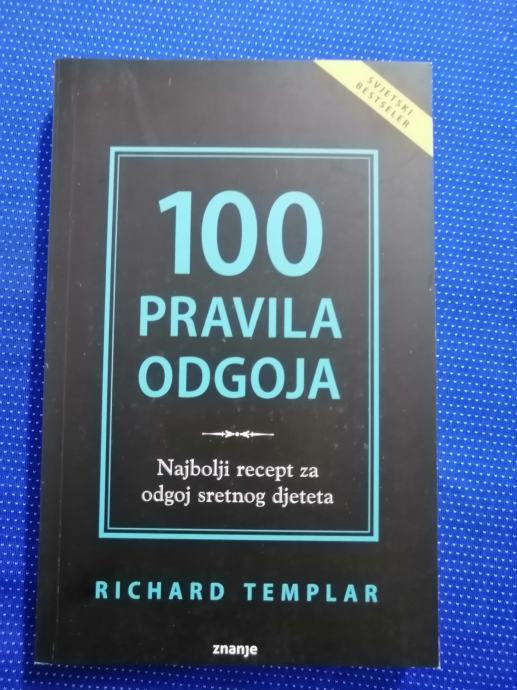 SVJETSKI
BESTSELER
100
PRAVILA
ODGOJA
Najbolji recept za
odgoj sretnog djeteta
RICHARD TEMPLAR
znanje